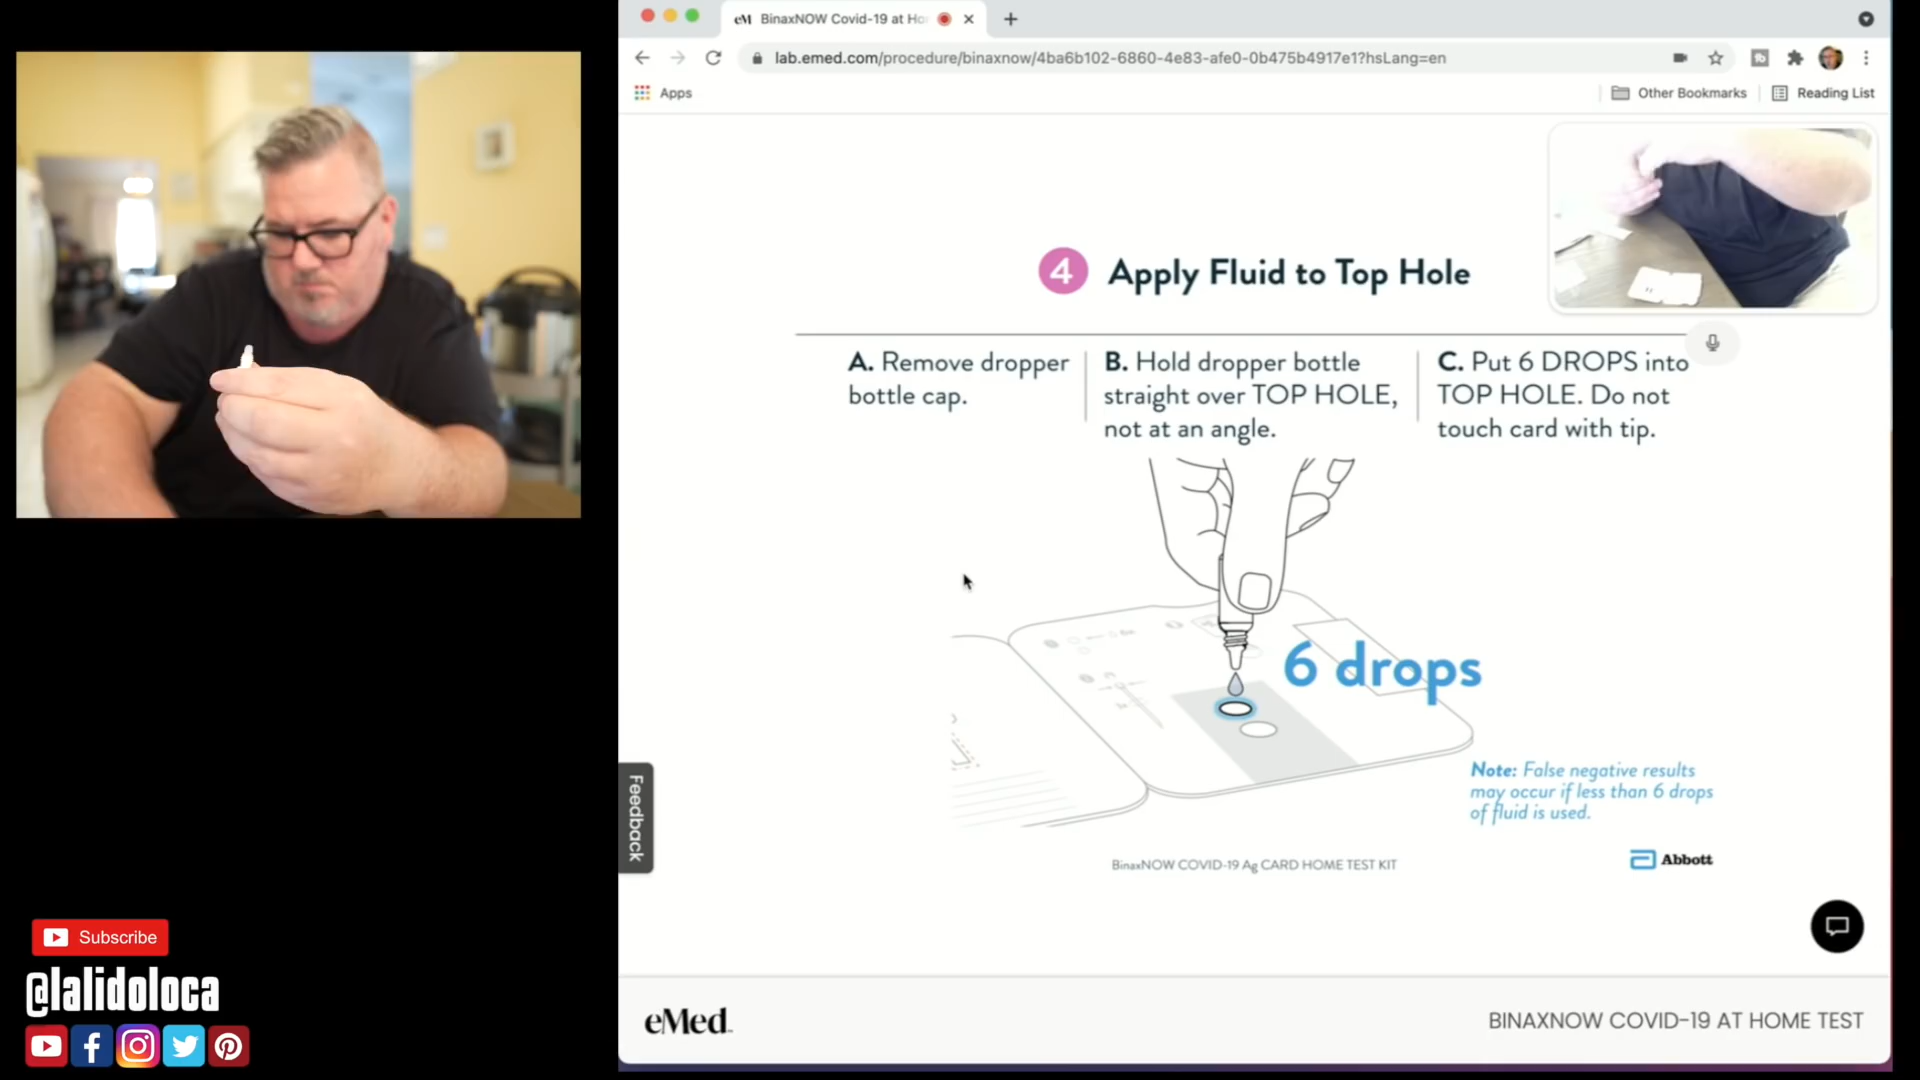 eM BinaxNOW Covid-19 at Ho
lab.emed.com/procedure/binaxnow/4ba6b102-6860-4e83-afe0-0b475b4917e1?hsLang=en
Apps
Other Bookmarks
Reading List
4 Apply Fluid to Top Hole
A. Remove dropper
bottle cap.
B. Hold dropper bottle
straight over TOP HOLE,
not at an angle.
C. Put 6 DROPS into
TOP HOLE. Do not
touch card with tip.
6 drops
Note: False negative results
may occur if less than 6 drops
of fluid is used.
Feedback
BinaxNOW COVID-19 Ag CARD HOME TEST KIT
Abbott
Subscribe
@lalidoloca
eMed
BINAXNOW COVID-19 AT HOME TEST